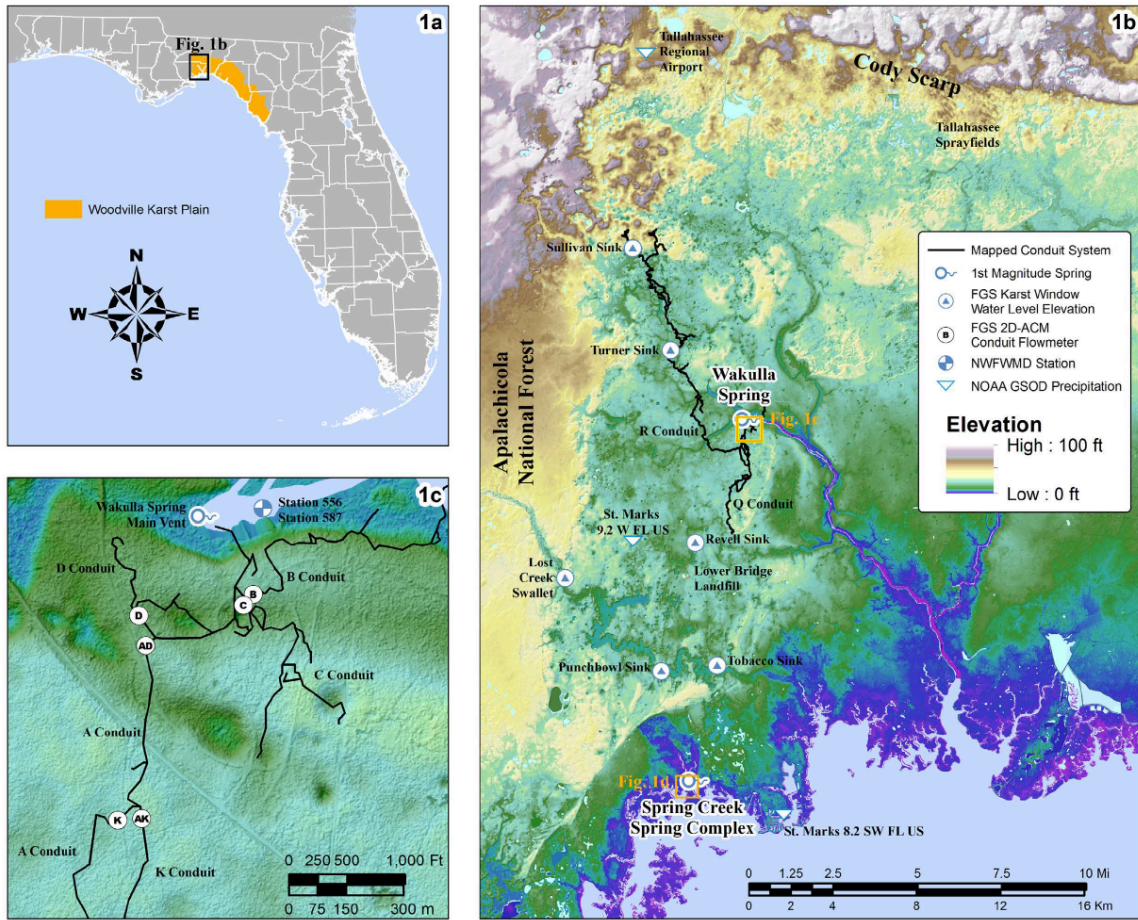 1a
Fig. 1b
Woodville Karst Plain
N
W
E
S
1b
Tallahassee
Regional
Airport
Cody Scarp
Tallahassee
Sprayfields
Sullivan Sink
Turner Sink
Wakulla
Spring
Fig. 1c
R Conduit
Apalachicola
National Forest
Q Conduit
St. Marks
9.2 W FL US
Revell Sink
Lost
Creek
Swallet
Lower Bridge
Landfill
Punchbowl Sink
Tobacco Sink
Fig. 1d
Spring Creek
Spring Complex
St. Marks 8.2 SW FL US
Mapped Conduit System
1st Magnitude Spring
FGS Karst Window
Water Level Elevation
B
FGS 2D-ACM
Conduit Flowmeter
NWFWMD Station
NOAA GSOD Precipitation
Elevation
High : 100 ft
Low : 0 ft
0 1.25 2.5 5 7.5 10 Mi
0 2 4 8 12 16 Km
1c
Wakulla Spring
Main Vent
Station 556
Station 587
D Conduit
B Conduit
B
C
D
AD
C Conduit
A Conduit
K
AK
A Conduit
K Conduit
0 250 500 1,000 Ft
0 75 150 300 m